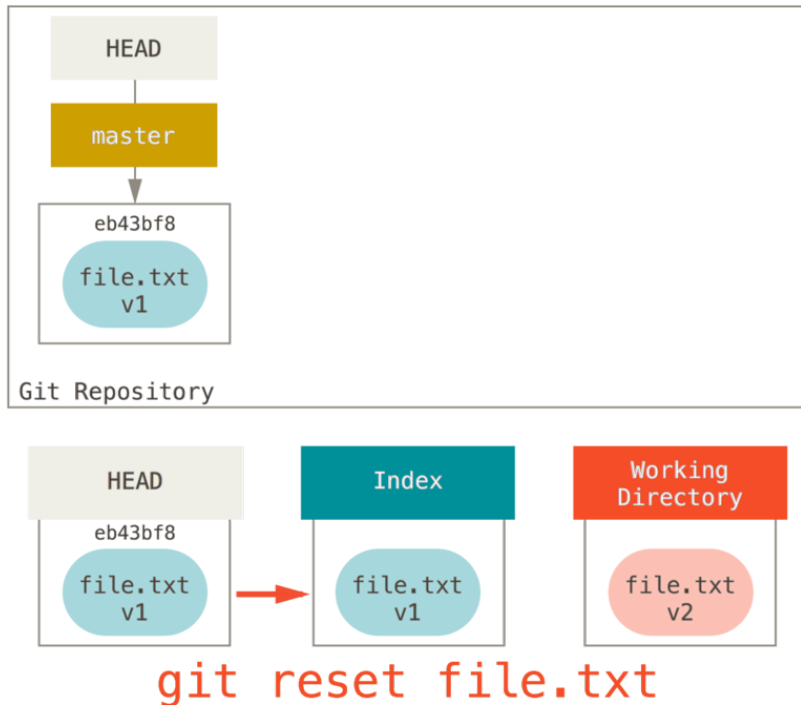 HEAD
master
eb43bf8
file.txt
v1
Git Repository
HEAD
Index
Working
Directory
eb43bf8
file.txt
v1
file.txt
v1
file.txt
v2
git reset file.txt